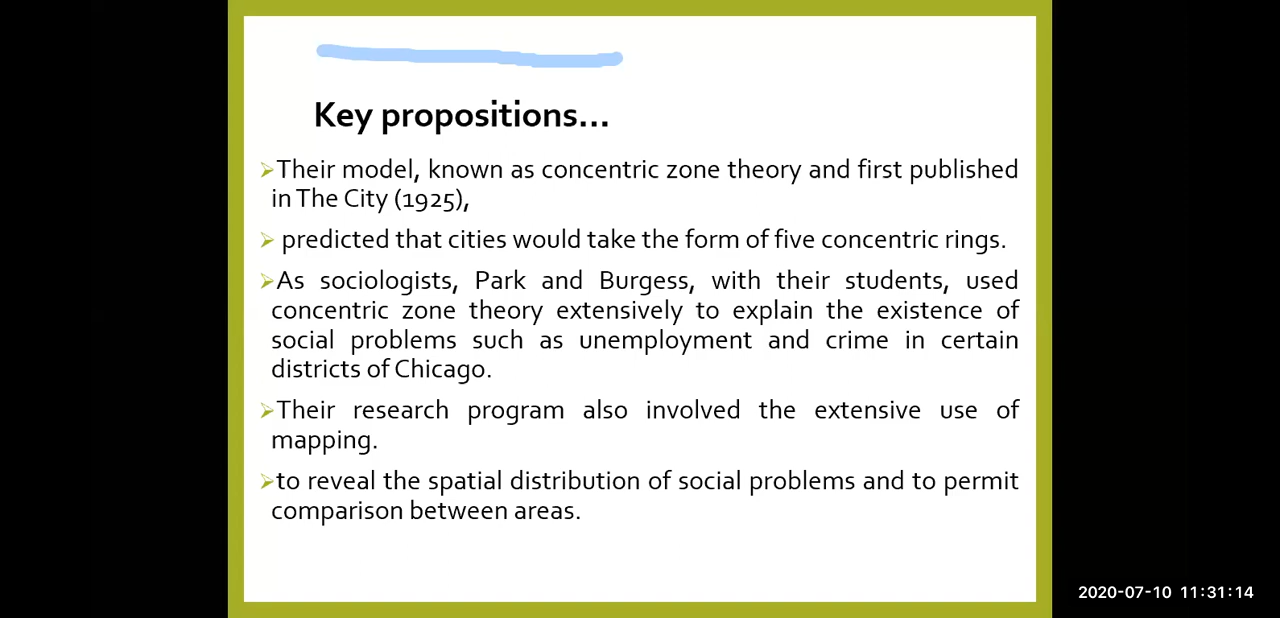 Key propositions...
➢Their model, known as concentric zone theory and first published
in The City (1925),
➢ predicted that cities would take the form of five concentric rings.
➢As sociologists, Park and Burgess, with their students, used
concentric zone theory extensively to explain the existence of
social problems such as unemployment and crime in certain
districts of Chicago.
➢Their research program also involved the extensive use of
mapping.
➢to reveal the spatial distribution of social problems and to permit
comparison between areas.
2020-07-10 11:31:14